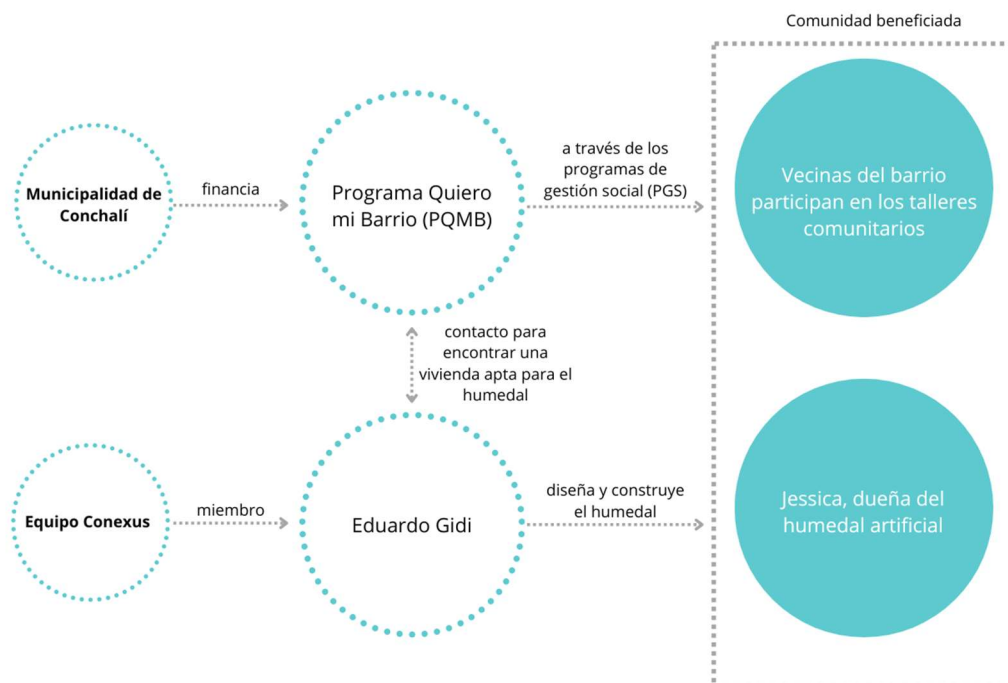 Comunidad beneficiada
Municipalidad de
Conchalí
financia
Programa Quiero
mi Barrio (PQMB)
a través de los
programas de
gestión social (PGS)
Vecinas del barrio
participan en los talleres
comunitarios
contacto para
encontrar una
vivienda apta para el
humedal
Equipo Conexus
miembro
Eduardo Gidi
diseña y construye
el humedal
Jessica, dueña del
humedal artificial